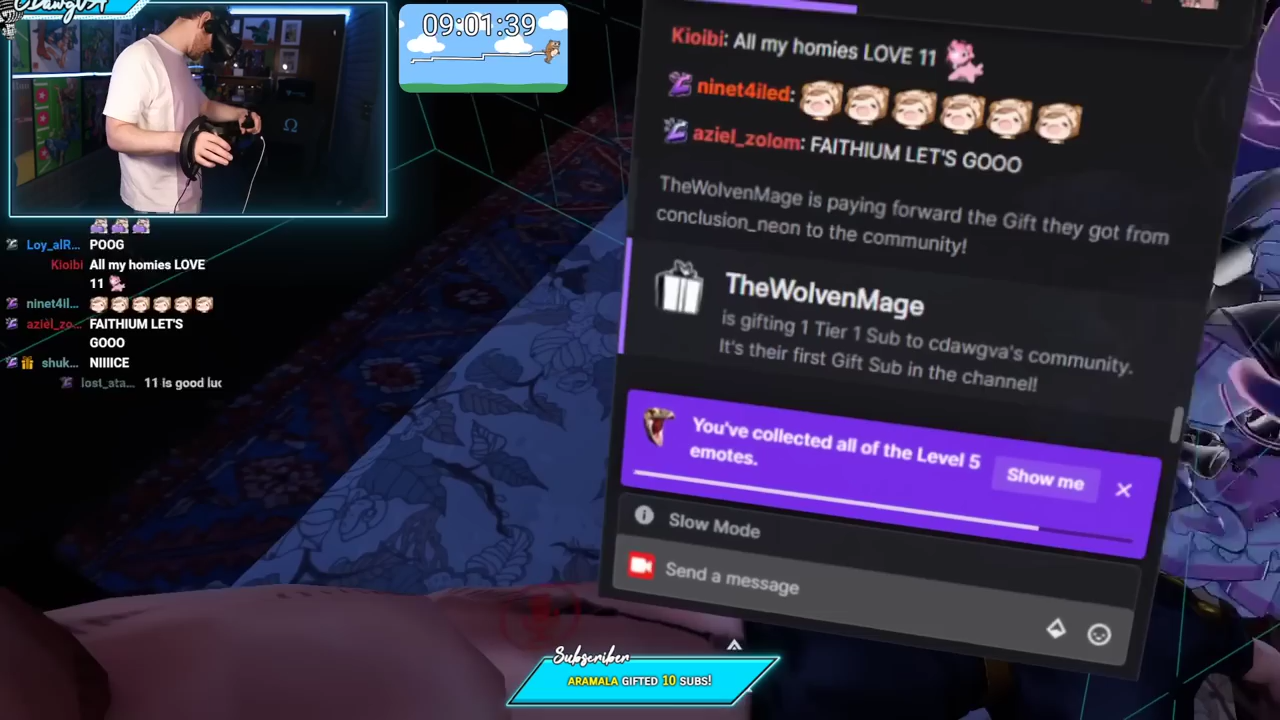 CDawgVA
09:01:39
Loy_alR... POOG
Kioibi All my homies LOVE
11
ninet4il...
aziel_zo... FAITHIUM LET'S
GOOO
shuk... NIIIICE
lost_ata... 11 is good luc
Kioibi: All my homies LOVE 11
ninet4iled:
aziel_zolom: FAITHIUM LET'S GOOO
TheWolvenMage is paying forward the Gift they got from
conclusion_neon to the community!
TheWolvenMage
is gifting 1 Tier 1 Sub to cdawgva's community.
It's their first Gift Sub in the channel!
You've collected all of the Level 5
emotes.
Show me
Slow Mode
Send a message
Subscriber
ARAMALA GIFTED 10 SUBS!